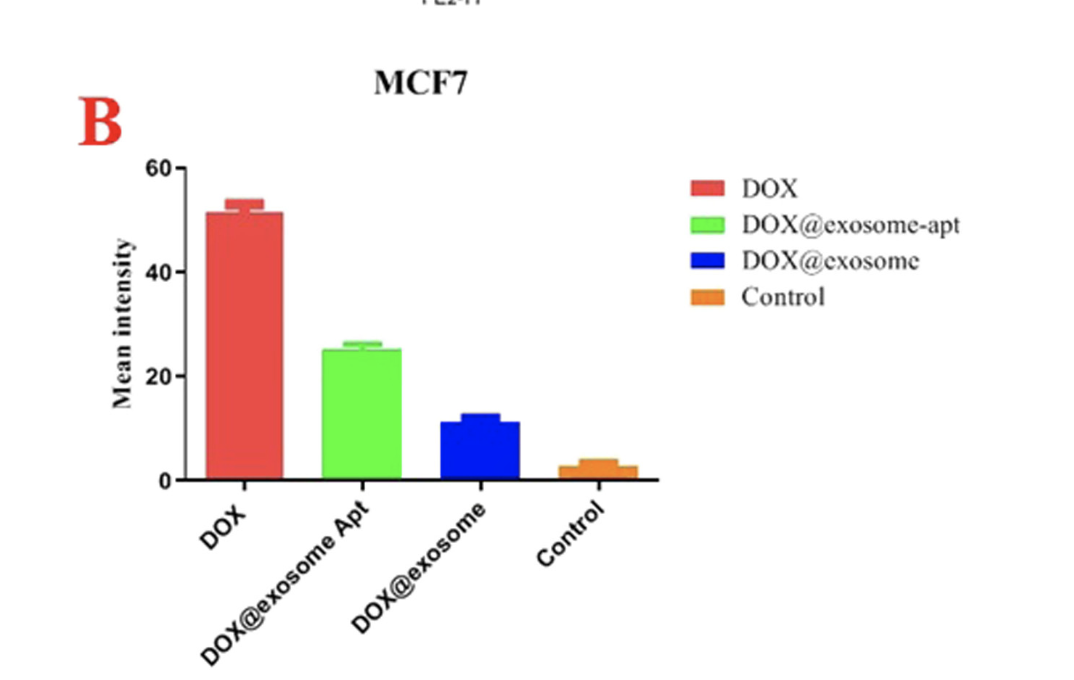 MCF7
B
60
40
20
0
Mean intensity
DOX
DOX@exosome Apt
DOX@exosome
Control
DOX
DOX@exosome-apt
DOX@exosome
Control